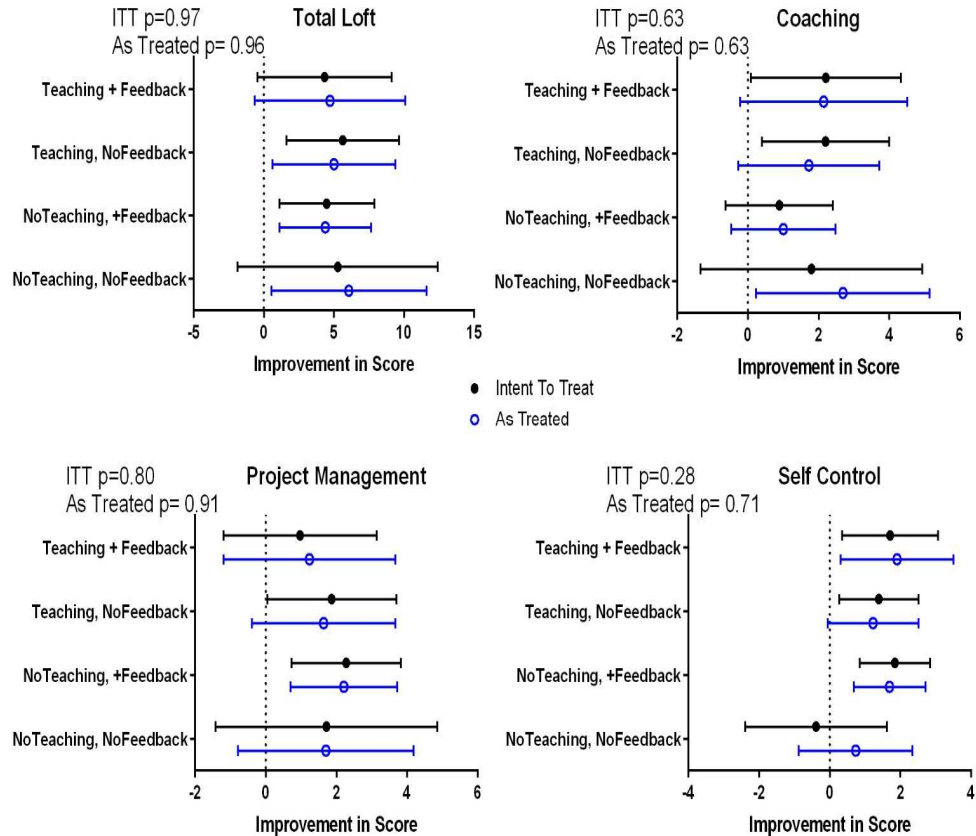 ITT p=0.97
As Treated p= 0.96
Total Loft
Teaching + Feedback
Teaching, NoFeedback
NoTeaching, +Feedback
NoTeaching, NoFeedback
-5 0 5 10 15
Improvement in Score
ITT p=0.63
As Treated p= 0.63
Coaching
Teaching + Feedback
Teaching, NoFeedback
NoTeaching, +Feedback
NoTeaching, NoFeedback
-2 0 2 4 6
Improvement in Score
Intent To Treat
As Treated
ITT p=0.80
As Treated p= 0.91
Project Management
Teaching + Feedback
Teaching, NoFeedback
NoTeaching, +Feedback
NoTeaching, NoFeedback
-2 0 2 4 6
Improvement in Score
ITT p=0.28
As Treated p= 0.71
Self Control
Teaching + Feedback
Teaching, NoFeedback
NoTeaching, +Feedback
NoTeaching, NoFeedback
-4 -2 0 2 4
Improvement in Score